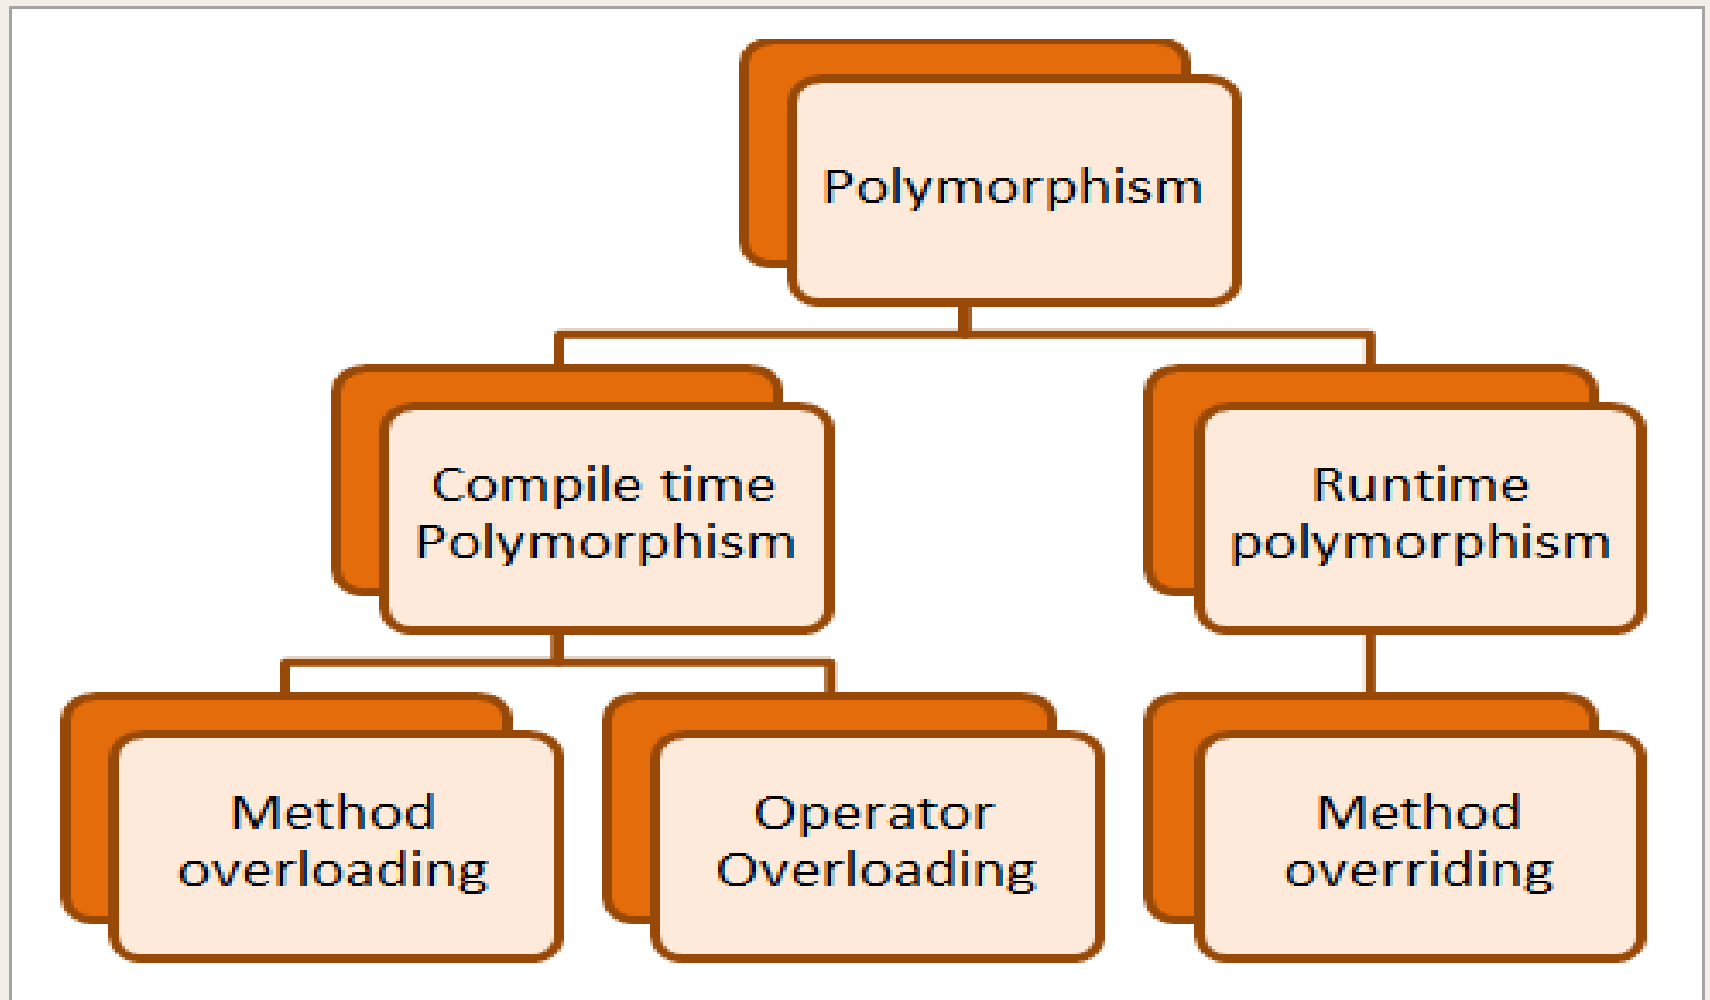 Polymorphism
Compile time
Polymorphism
Runtime
polymorphism
Method
overloading
Operator
Overloading
Method
overriding